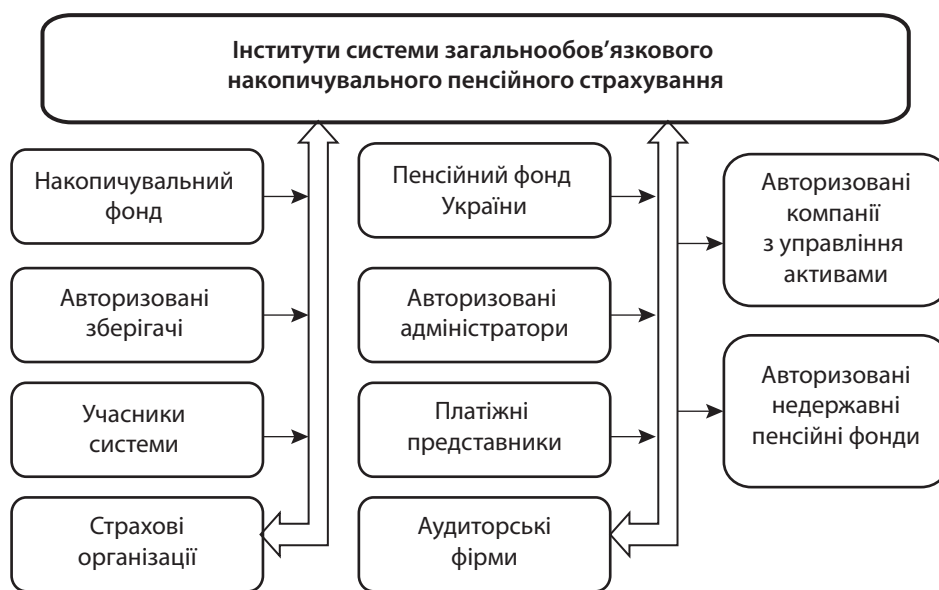 Інститути системи загальнообов’язкового
накопичувального пенсійного страхування
Накопичувальний
фонд
Пенсійний фонд
України
Авторизовані
компанії
з управління
активами
Авторизовані
зберігачі
Авторизовані
адміністратори
Авторизовані
недержавні
пенсійні фонди
Учасники
системи
Платіжні
представники
Страхові
організації
Аудиторські
фірми